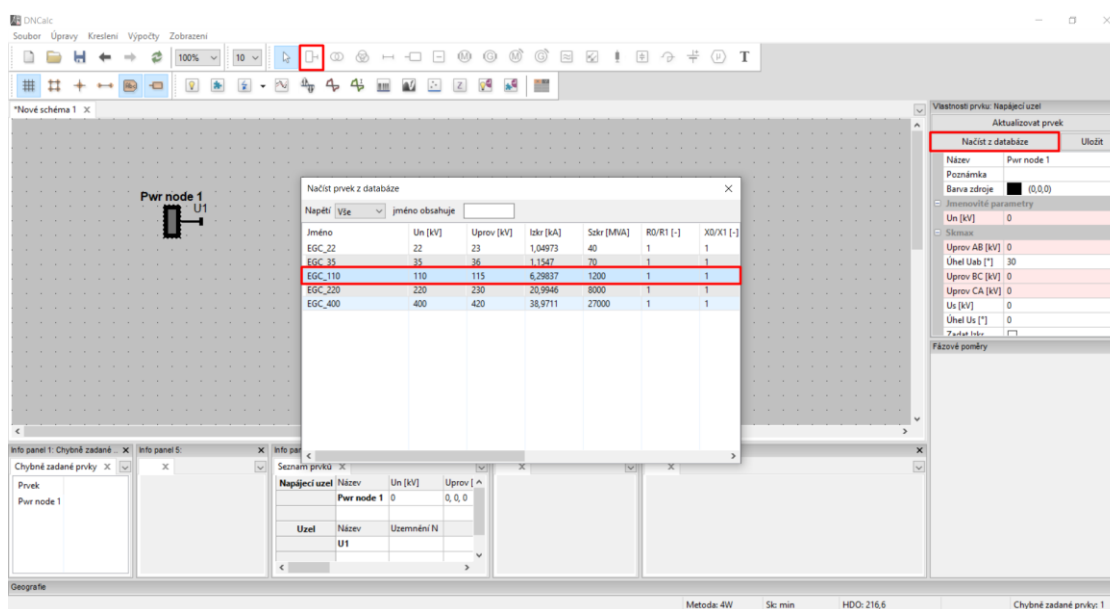 DNCalc
Soubor Úpravy Kreslení Výpočty Zobrazení
100% 10 T
*Nové schéma 1 X
Pwr node 1
U1
Načíst prvek z databáze
Napětí Vše jméno obsahuje
Jméno Un [kV] Uprov [kV] Izkr [kA] Szkr [MVA] R0/R1 [-] X0/X1 [-]
EGC_22 22 23 1,04973 40 1 1
EGC_35 35 36 1,1547 70 1 1
EGC_110 110 115 6,29837 1200 1 1
EGC_220 220 230 20,9946 8000 1 1
EGC_400 400 420 38,9711 27000 1 1
Vlastnosti prvku: Napájecí uzel
Aktualizovat prvek
Načíst z databáze Uložit
Název Pwr node 1
Poznámka
Barva zdroje (0,0,0)
Jmenovité parametry
Un [kV] 0
Skmax
Uprov AB [kV] 0
Úhel Uab [°] 30
Uprov BC [kV] 0
Uprov CA [kV] 0
Us [kV] 0
Úhel Us [°] 0
Zadat Izkr
Fázové poměry
Info panel 1: Chybně zadané .. X Info panel 5: X Info pan
Chybně zadané prvky X
Prvek
Pwr node 1
Seznam prvků X
Napájecí uzel Název Un [kV] Uprov [
Pwr node 1 0 0, 0, 0
Uzel Název Uzemnění N
U1
Geografie
Metoda: 4W Sk: min HDO: 216,6 Chybně zadané prvky: 1